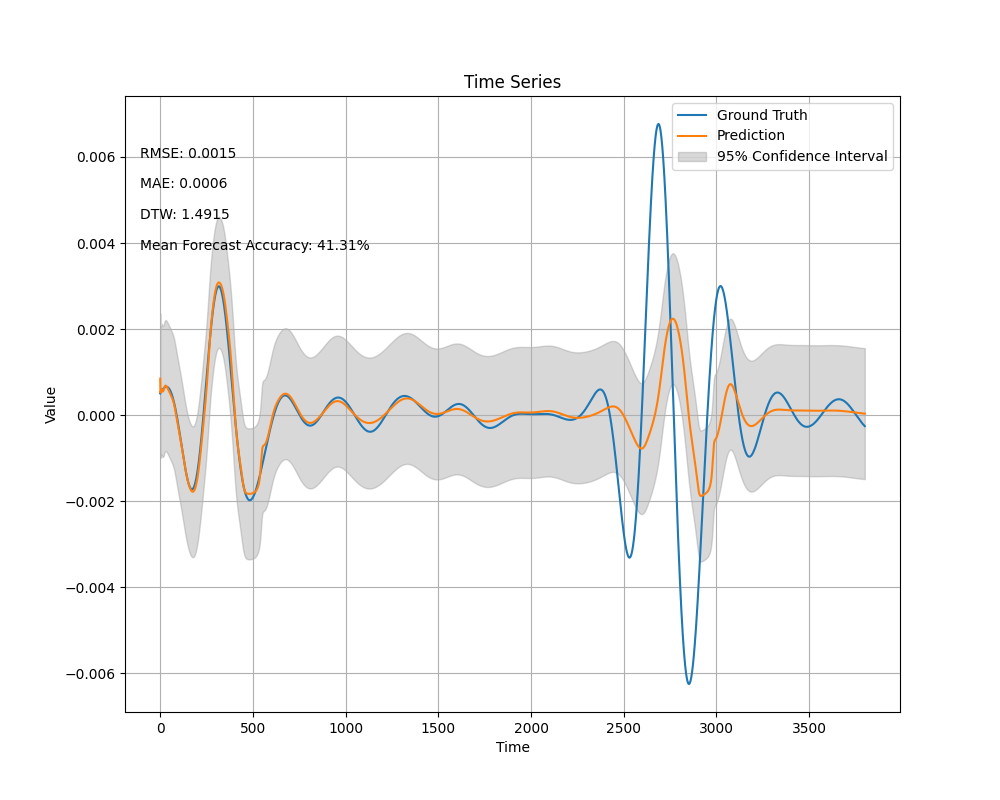 Time Series
Ground Truth
Prediction
95% Confidence Interval
RMSE: 0.0015
MAE: 0.0006
DTW: 1.4915
Mean Forecast Accuracy: 41.31%
Value
0.006
0.004
0.002
0.000
−0.002
−0.004
−0.006
0 500 1000 1500 2000 2500 3000 3500
Time